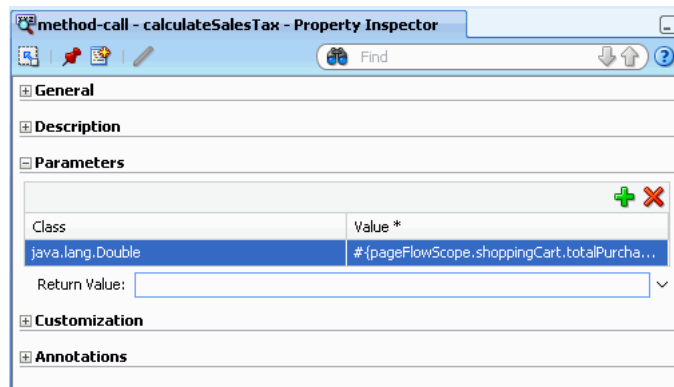 method-call - calculateSalesTax - Property Inspector
Find
General
Description
Parameters
Class Value *
java.lang.Double #{pageFlowScope.shoppingCart.totalPurcha...
Return Value:
Customization
Annotations